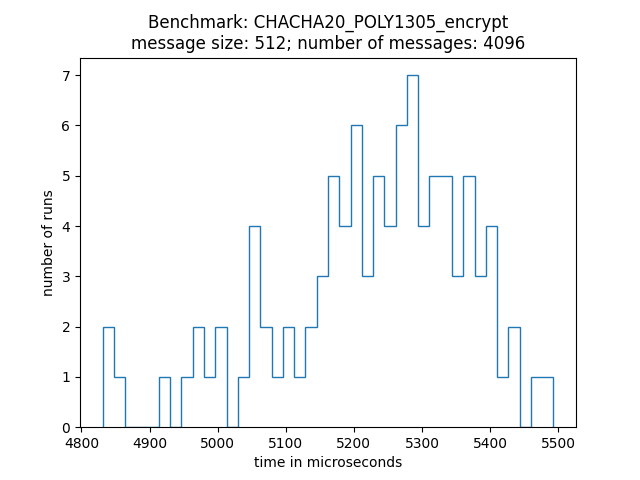 Benchmark: CHACHA20_POLY1305_encrypt
message size: 512; number of messages: 4096
7
6
5
4
3
2
1
0
number of runs
4800 4900 5000 5100 5200 5300 5400 5500
time in microseconds